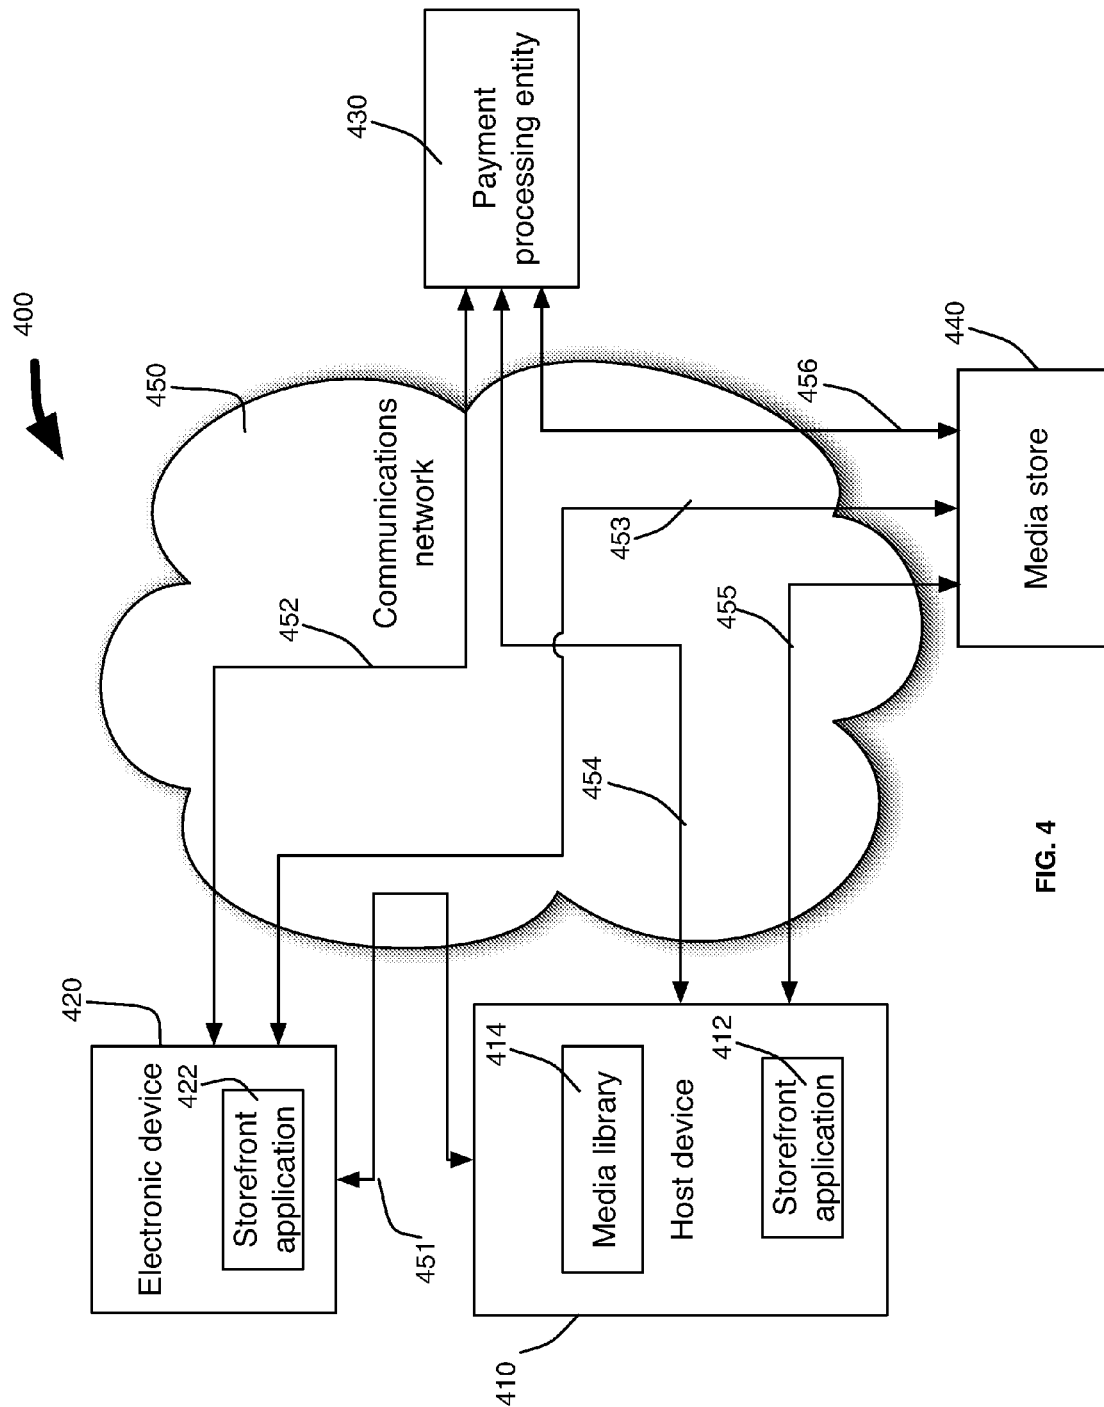 400
Electronic device
420
422
Storefront
application
451
452
450
Communications
network
430
Payment
processing entity
410
414
Media library
Host device
412
Storefront
application
454
453
455
456
440
Media store
FIG. 4